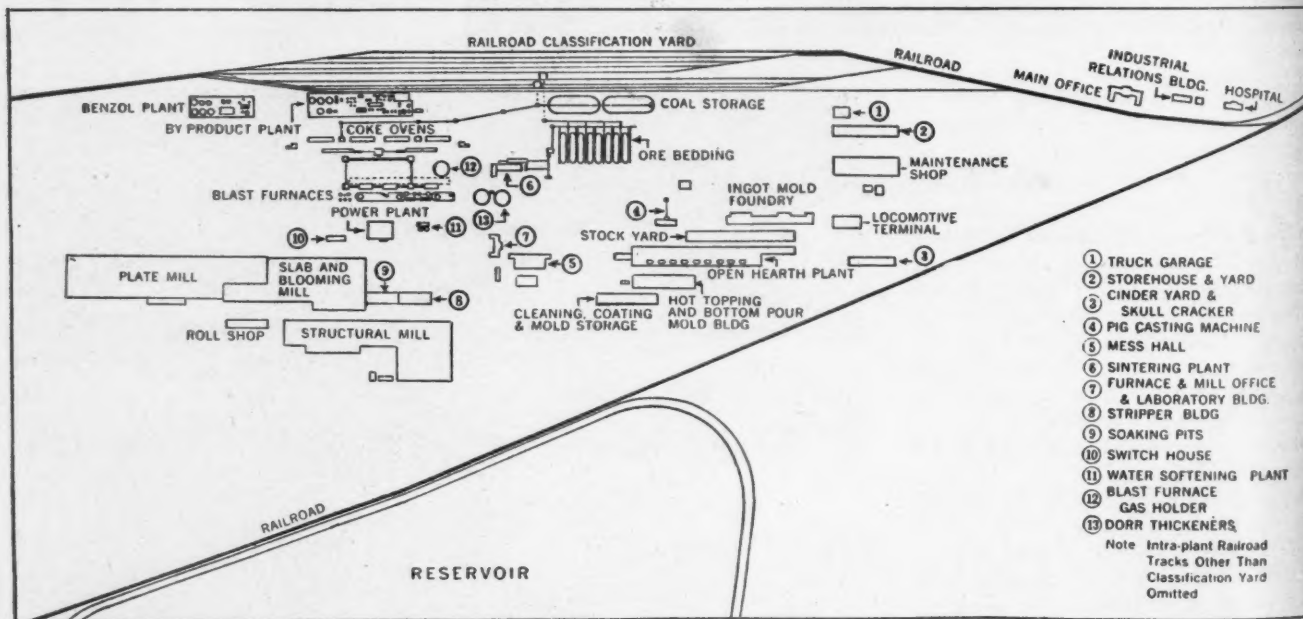 RAILROAD CLASSIFICATION YARD
RAILROAD
INDUSTRIAL
RELATIONS BLDG.
MAIN OFFICE
HOSPITAL
BENZOL PLANT
BY PRODUCT PLANT
COKE OVENS
COAL STORAGE
ORE BEDDING
1
2
MAINTENANCE
SHOP
12
6
BLAST FURNACES
POWER PLANT
13
11
10
4
INGOT MOLD
FOUNDRY
LOCOMOTIVE
TERMINAL
STOCK YARD
7
5
3
OPEN HEARTH PLANT
PLATE MILL
SLAB AND
BLOOMING
MILL
9
8
CLEANING, COATING
& MOLD STORAGE
HOT TOPPING
AND BOTTOM POUR
MOLD BLDG
ROLL SHOP
STRUCTURAL MILL
RAILROAD
RESERVOIR
1 TRUCK GARAGE
2 STOREHOUSE & YARD
3 CINDER YARD &
SKULL CRACKER
4 PIG CASTING MACHINE
5 MESS HALL
6 SINTERING PLANT
7 FURNACE & MILL OFFICE
& LABORATORY BLDG.
8 STRIPPER BLDG
9 SOAKING PITS
10 SWITCH HOUSE
11 WATER SOFTENING PLANT
12 BLAST FURNACE
GAS HOLDER
13 DORR THICKENERS
Note Intra-plant Railroad
Tracks Other Than
Classification Yard
Omitted